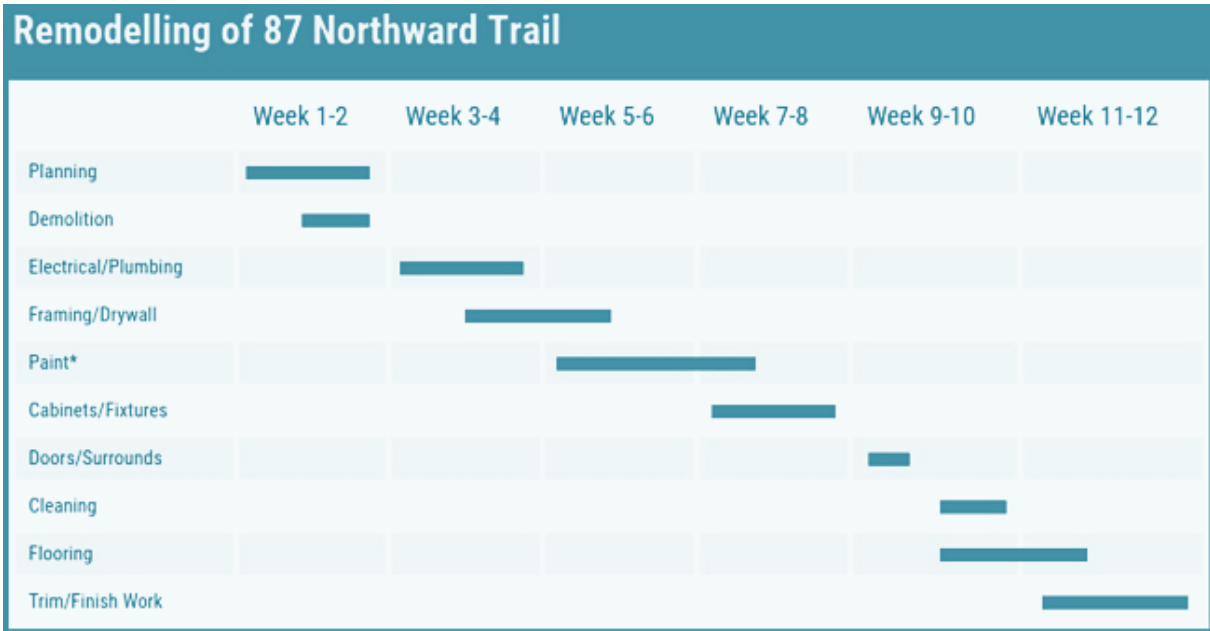 Remodelling of 87 Northward Trail
Week 1-2 Week 3-4 Week 5-6 Week 7-8 Week 9-10 Week 11-12
Planning
Demolition
Electrical/Plumbing
Framing/Drywall
Paint*
Cabinets/Fixtures
Doors/Surrounds
Cleaning
Flooring
Trim/Finish Work